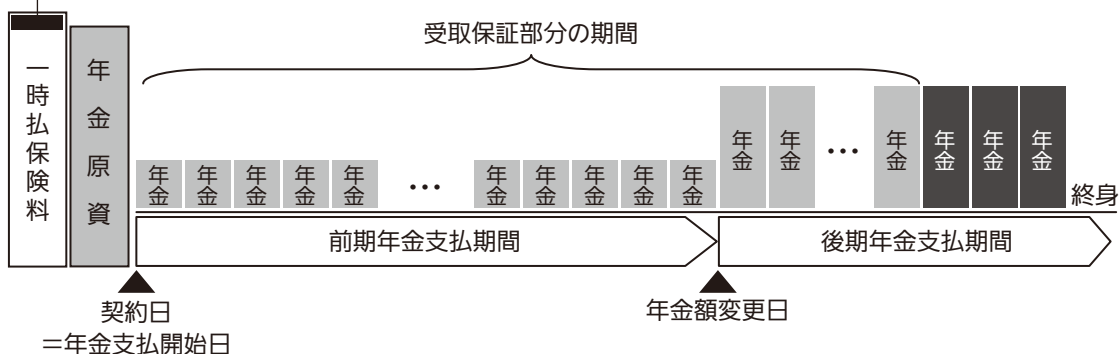 受取保証部分の期間
一時払保険料
年金原資
年金
年金
年金
年金
年金
…
年金
年金
年金
年金
年金
年金
年金
…
年金
年金
年金
年金
終身
前期年金支払期間
後期年金支払期間
契約日
＝年金支払開始日
年金額変更日